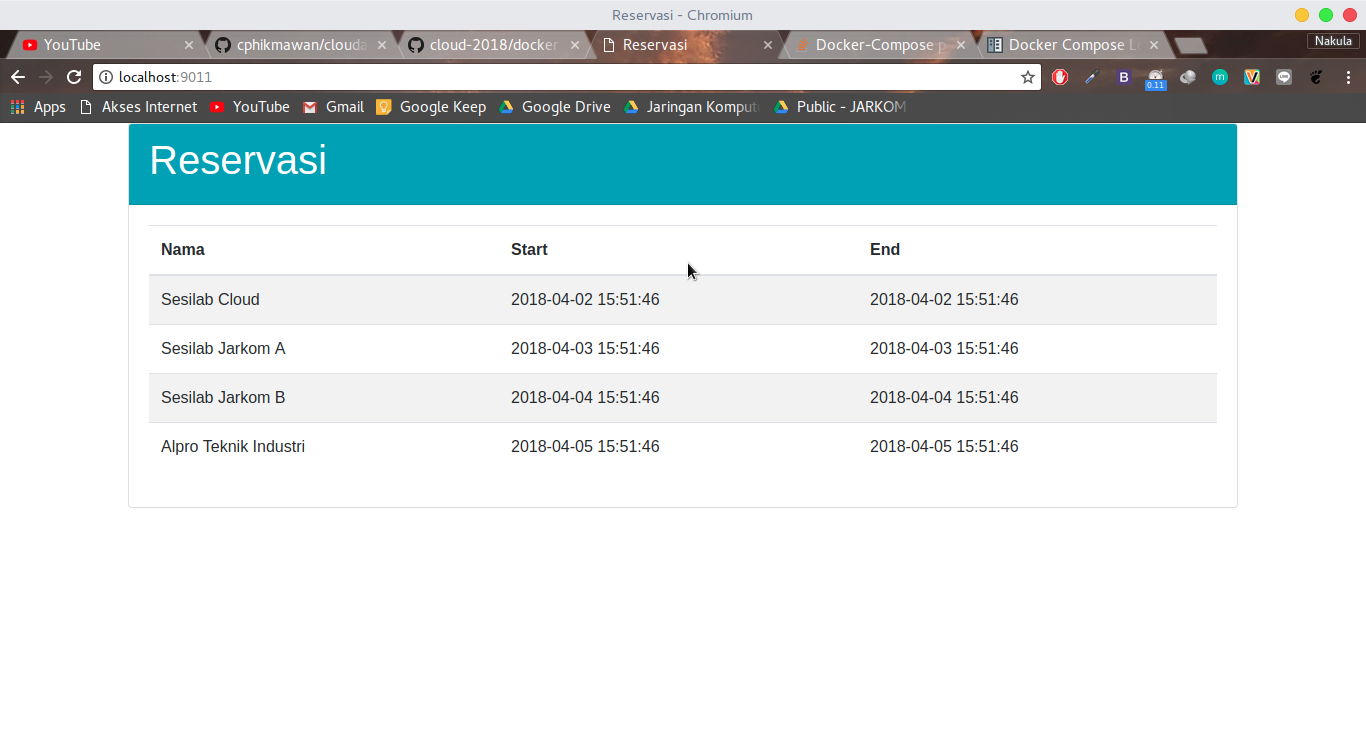 Reservasi - Chromium
YouTube cphikmawan/clouda cloud-2018/docker Reservasi Docker-Compose Docker Compose Nakula
localhost:9011 B 0.11 m
Apps Akses Internet YouTube Gmail Google Keep Google Drive Jaringan Komput Public - JARKOM
Reservasi
Nama Start End
Sesilab Cloud 2018-04-02 15:51:46 2018-04-02 15:51:46
Sesilab Jarkom A 2018-04-03 15:51:46 2018-04-03 15:51:46
Sesilab Jarkom B 2018-04-04 15:51:46 2018-04-04 15:51:46
Alpro Teknik Industri 2018-04-05 15:51:46 2018-04-05 15:51:46